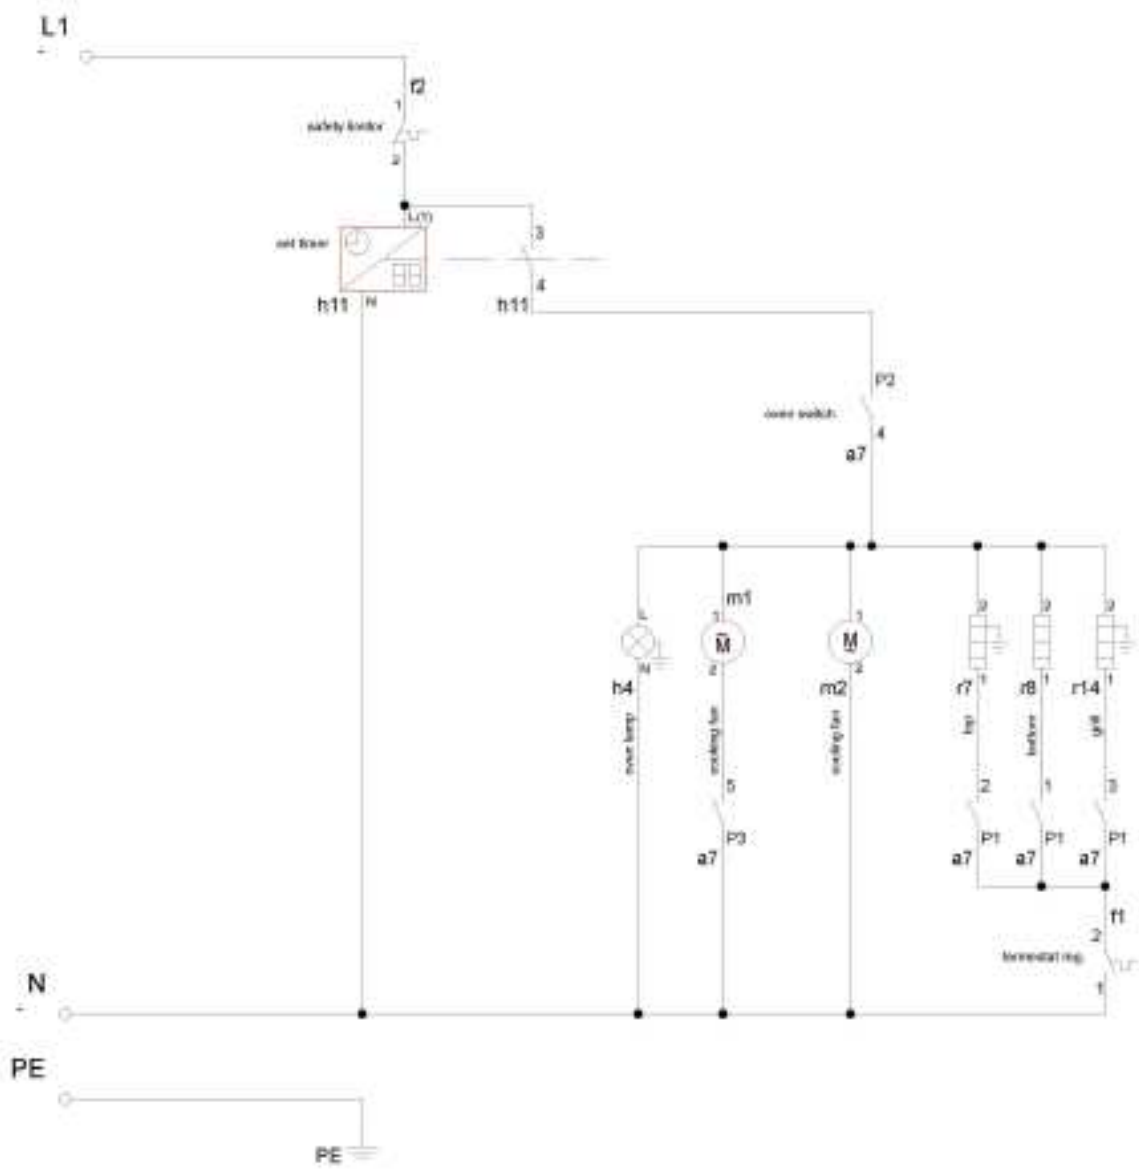 L1
-
f2
1
safety limitor
2
L(1)
3
set timer
4
h11
N
h11
P2
oven switch
4
a7
m1
L
1
1
2
2
2
M
M
N
2
2
h4
m2
r7
1
r8
1
r14
1
oven lamp
cooling fan
cooling fan
top
bottom
grill
2
1
3
P3
P1
P1
P1
a7
a7
a7
a7
f1
2
termostat reg.
1
N
-
PE
PE